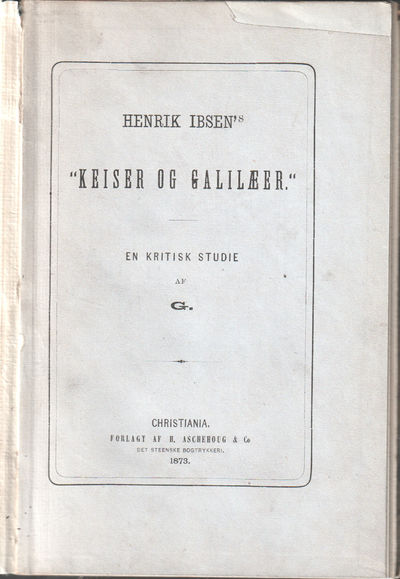 HENRIK IBSEN's
"KEISER OG GALILÆER."
EN KRITISK STUDIE
AF
G.
CHRISTIANIA.
FORLAGT AF H. ASCHEHOUG & Co
DET STEENSKE BOGTRYKKERI.
1873.